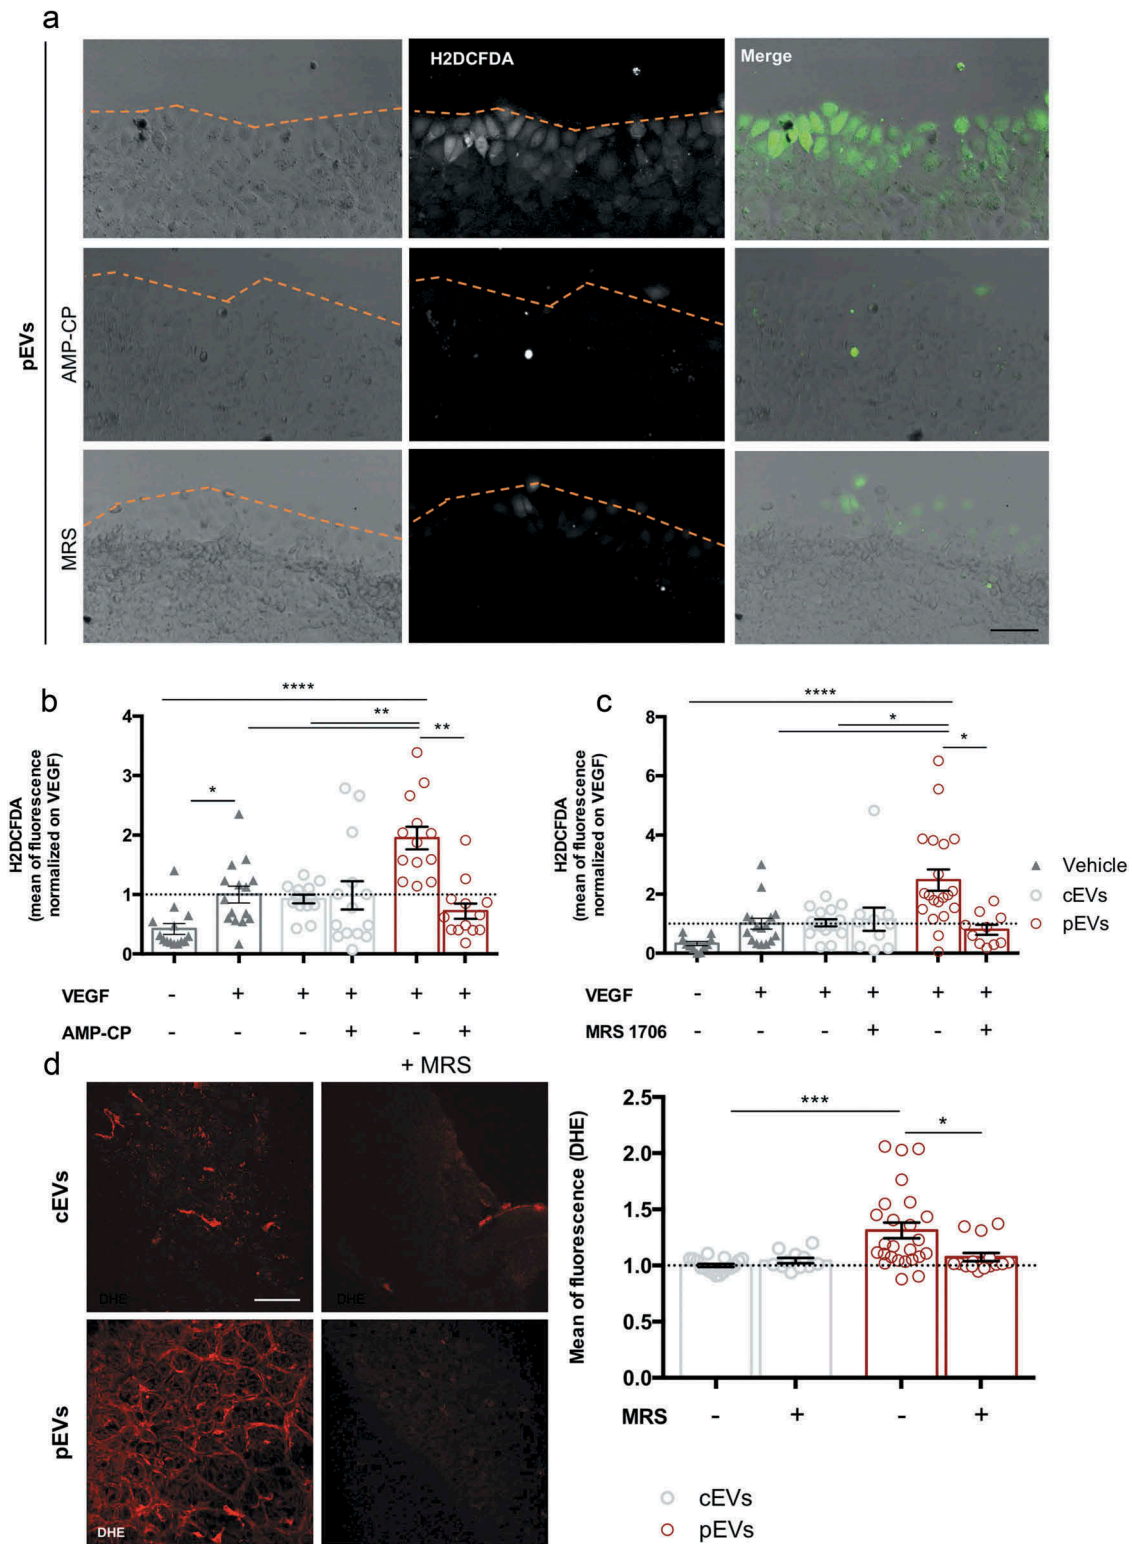 a
H2DCFDA
Merge
pEVs
AMP-CP
MRS
b
H2DCFDA
(mean of fluorescence
normalized on VEGF)
4
3
2
1
0
****
**
**
*
VEGF - + + + + +
AMP-CP - - - + - +
c
H2DCFDA
(mean of fluorescence
normalized on VEGF)
8
6
4
2
0
****
*
*
VEGF - + + + + +
MRS 1706 - - - + - +
Vehicle
cEVs
pEVs
d
+ MRS
cEVs
DHE
DHE
pEVs
DHE
Mean of fluorescence (DHE)
2.5
2.0
1.5
1.0
0.5
0.0
***
*
MRS - + - +
cEVs
pEVs